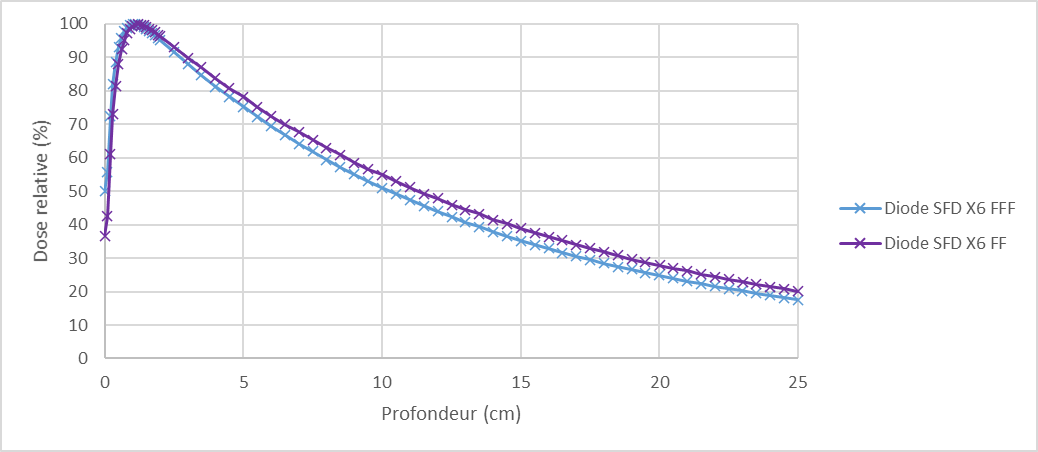 Dose relative (%)
100
90
80
70
60
50
40
30
20
10
0
0 5 10 15 20 25
Profondeur (cm)
Diode SFD X6 FFF
Diode SFD X6 FF